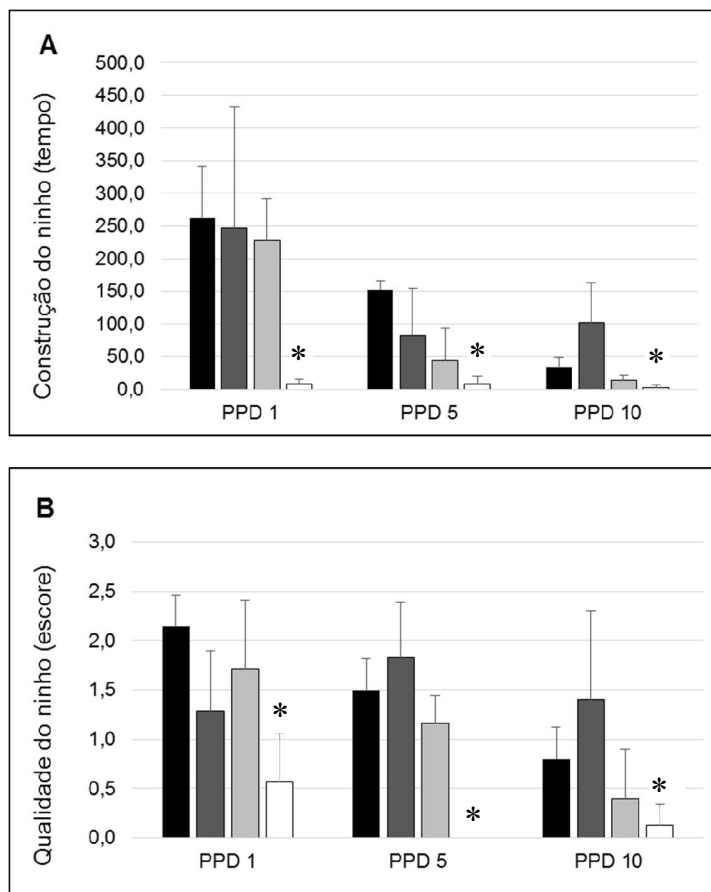 A
Construção do ninho (tempo)
500,0
450,0
400,0
350,0
300,0
250,0
200,0
150,0
100,0
50,0
0,0
*
*
*
PPD 1
PPD 5
PPD 10
B
Qualidade do ninho (escore)
3,0
2,5
2,0
1,5
1,0
0,5
0,0
*
*
*
PPD 1
PPD 5
PPD 10